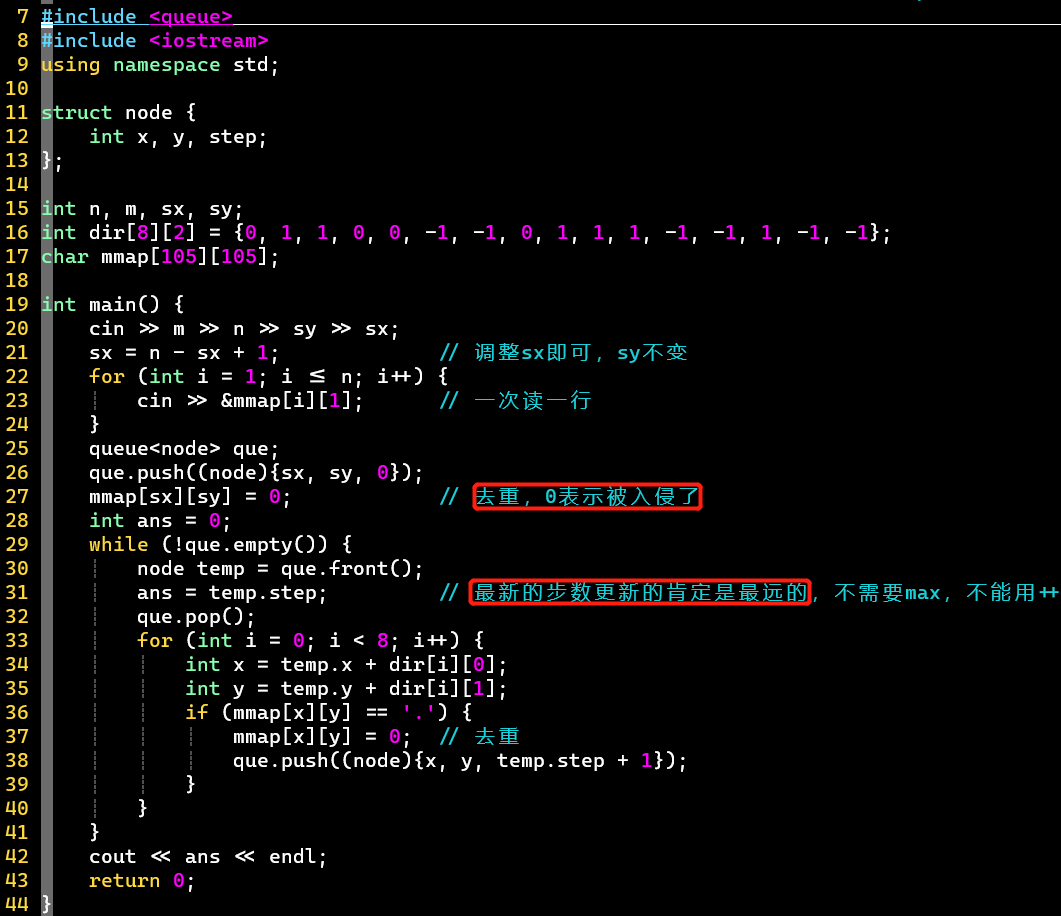 7 #include <queue>
8 #include <iostream>
9 using namespace std;
10
11 struct node {
12     int x, y, step;
13 };
14
15 int n, m, sx, sy;
16 int dir[8][2] = {0, 1, 1, 0, 0, -1, -1, 0, 1, 1, 1, -1, -1, 1, -1, -1};
17 char mmap[105][105];
18
19 int main() {
20     cin >> m >> n >> sy >> sx;
21     sx = n - sx + 1;             // 调整sx即可，sy不变
22     for (int i = 1; i <= n; i++) {
23         cin >> &mmap[i][1];      // 一次读一行
24     }
25     queue<node> que;
26     que.push((node){sx, sy, 0});
27     mmap[sx][sy] = 0;            // 去重，0表示被入侵了
28     int ans = 0;
29     while (!que.empty()) {
30         node temp = que.front();
31         ans = temp.step;         // 最新的步数更新的肯定是最远的，不需要max，不能用++
32         que.pop();
33         for (int i = 0; i < 8; i++) {
34             int x = temp.x + dir[i][0];
35             int y = temp.y + dir[i][1];
36             if (mmap[x][y] == '.') {
37                 mmap[x][y] = 0;  // 去重
38                 que.push((node){x, y, temp.step + 1});
39             }
40         }
41     }
42     cout << ans << endl;
43     return 0;
44 }